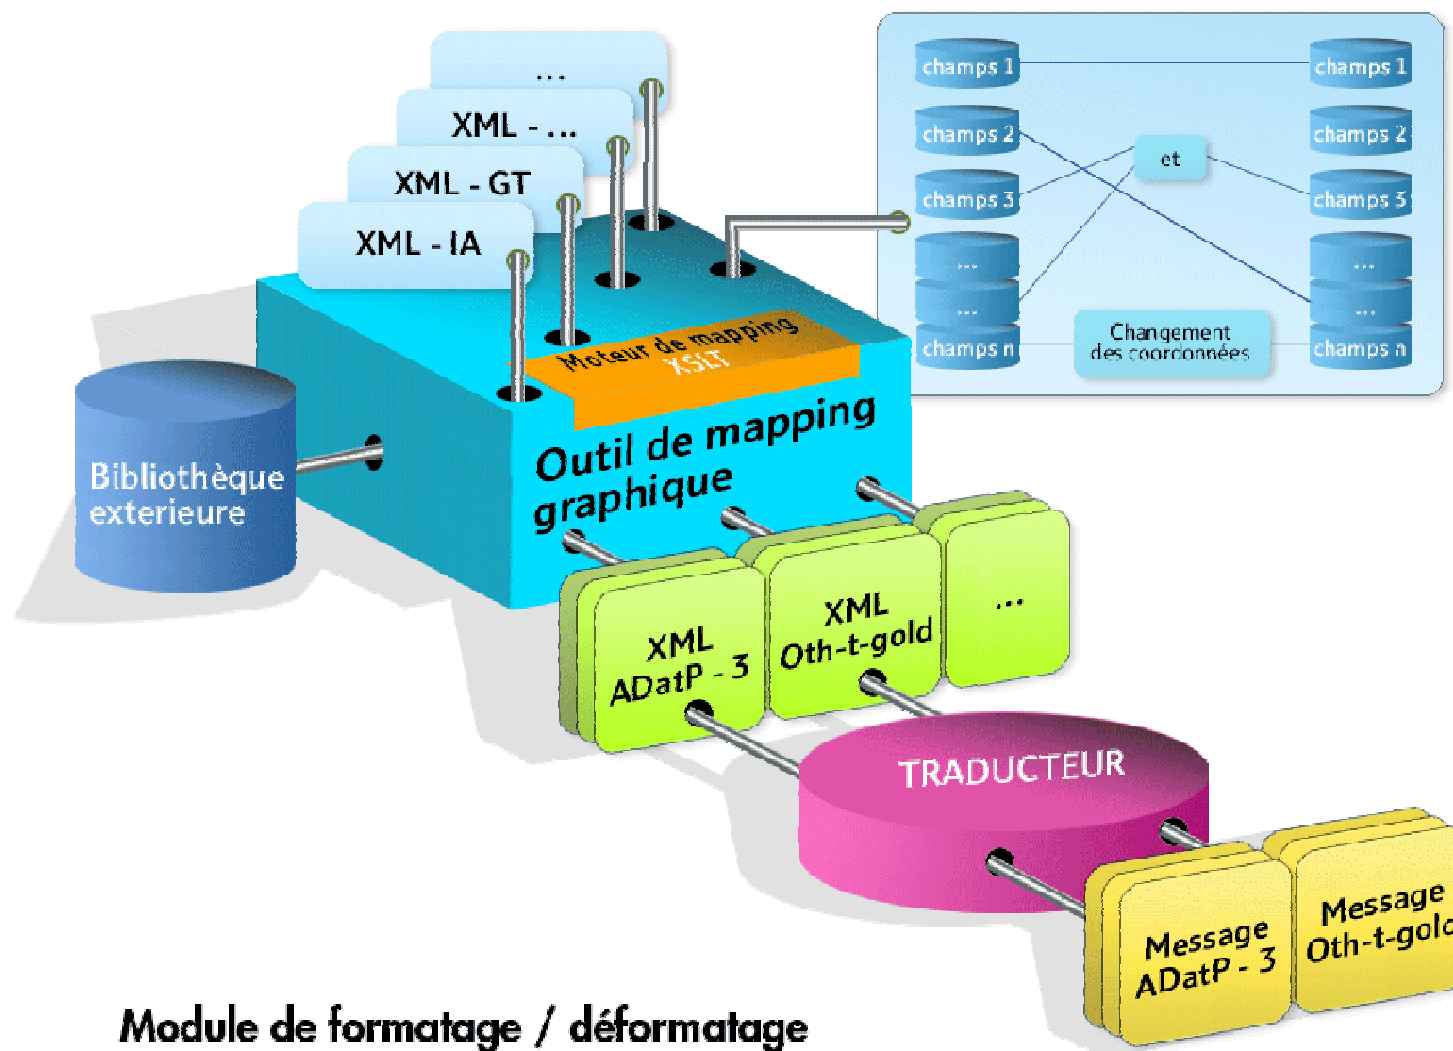 ...
XML - ...
XML - GT
XML - IA
champs 1
champs 1
champs 2
champs 2
et
champs 3
champs 3
...
...
...
...
champs n
Changement
des coordonnées
champs n
Moteur de mapping
XSLT
Outil de mapping
graphique
Bibliothèque
exterieure
XML
ADatP - 3
XML
Oth-t-gold
...
TRADUCTEUR
Message
ADatP - 3
Message
Oth-t-gold
Module de formatage / déformatage